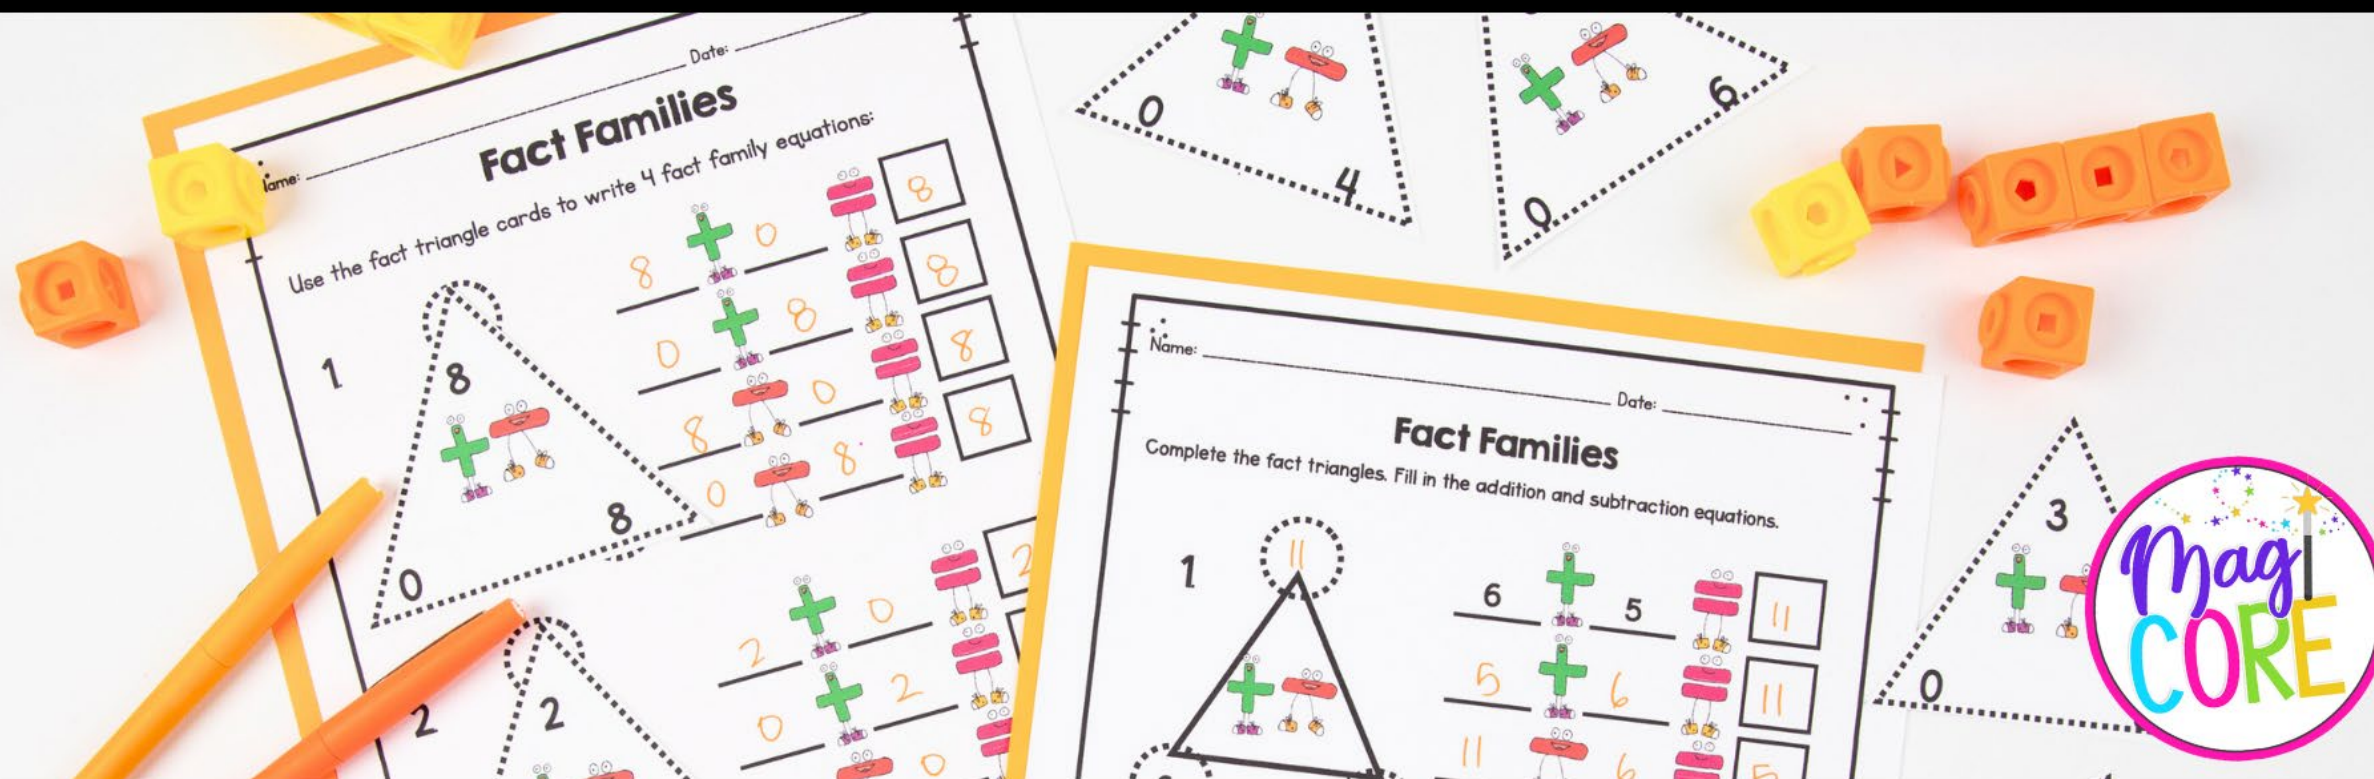 Name: Date:
Fact Families
Use the fact triangle cards to write 4 fact family equations:
1
8
0
8
8 + 0 = 8
0 + 8 = 8
8 - 0 = 8
0 - 8 = 8
2
2
2 + 0 = 2
0 + 2 =
0
0
4
6
0
Name: Date:
Fact Families
Complete the fact triangles. Fill in the addition and subtraction equations.
1
11
6 + 5 = 11
5 + 6 = 11
11 - 6 = 5
3
0
Magi
CORE